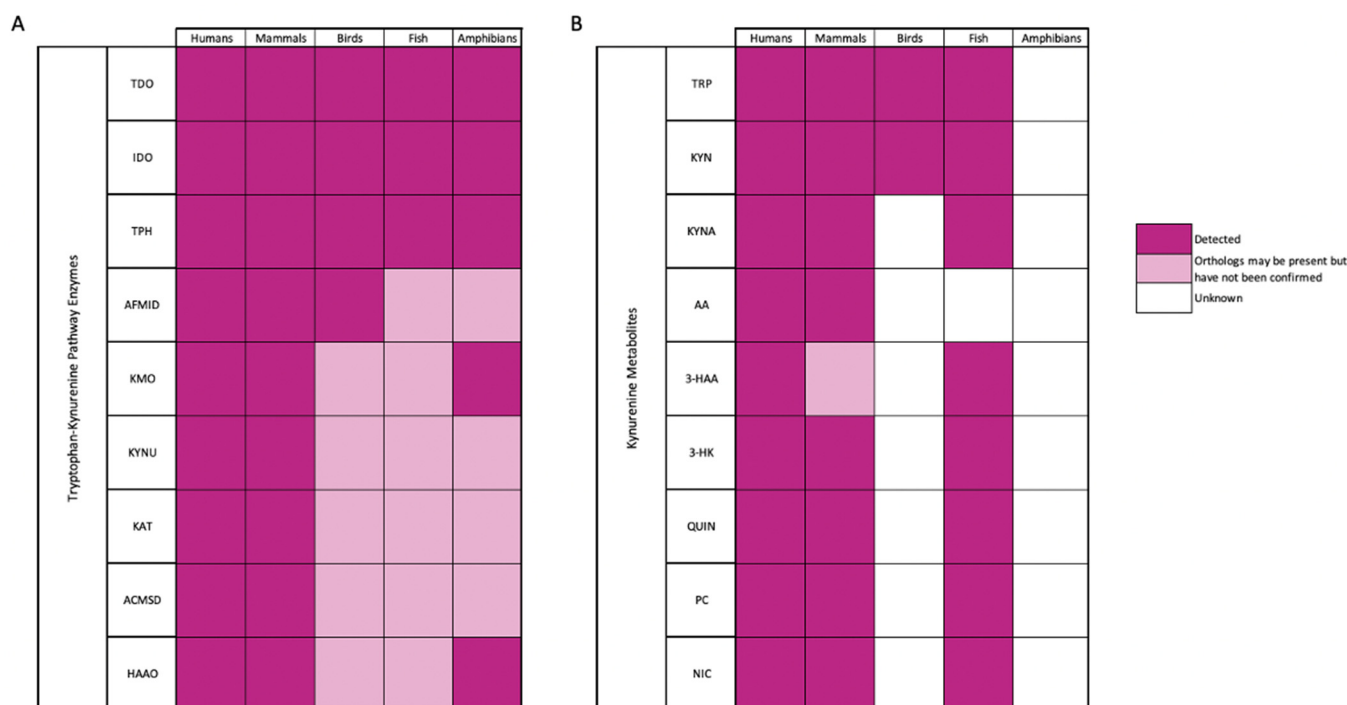 A
B
Humans Mammals Birds Fish Amphibians
Humans Mammals Birds Fish Amphibians
Tryptophan-Kynurenine Pathway Enzymes
TDO
IDO
TPH
AFMID
KMO
KYNU
KAT
ACMSD
HAAO
Kynurenine Metabolites
TRP
KYN
KYNA
AA
3-HAA
3-HK
QUIN
PC
NIC
Detected
Orthologs may be present but
have not been confirmed
Unknown